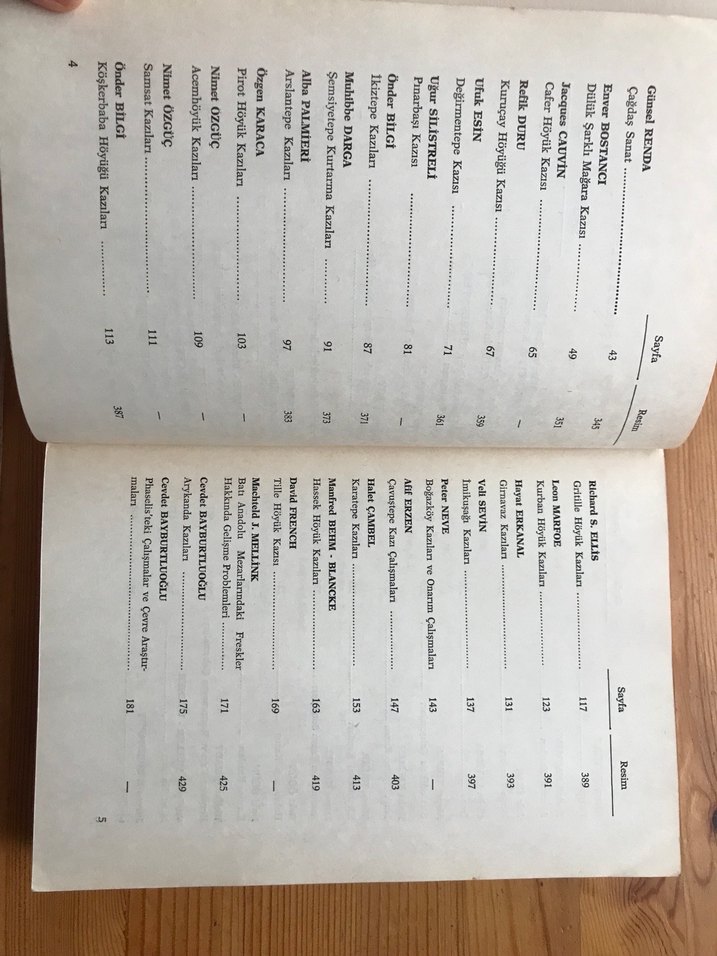 Sayfa Resim
Günsel RENDA
Çağdaş Sanat .............................. 43 345
Enver BOSTANCI
Dülük Şarklı Mağara Kazısı .................. 49 351
Jacques CAUVIN
Cafer Höyük Kazısı .................. 65 —
Refik DURU
Kuruçay Höyüğü Kazısı .................. 67 359
Ufuk ESİN
Değirmentepe Kazısı .................. 71 361
Uğur SİLİSTRELİ
Pınarbaşı Kazısı .................. 81 —
Önder BİLGİ
İkiztepe Kazıları .................. 87 371
Muhibbe DARGA
Şemsiyetepe Kurtarma Kazıları ............ 91 373
Alba PALMİERİ
Arslantepe Kazıları .................. 97 383
Özgen KARACA
Pirot Höyük Kazıları .................. 103 —
Nimet ÖZGÜÇ
Acemhöyük Kazıları .................. 109 —
Nimet ÖZGÜÇ
Samsat Kazıları .................. 111 —
Önder BİLGİ
Köşkerbaba Höyüğü Kazıları ............ 113 387
4
Sayfa Resim
Richard S. ELLIS
Gritille Höyük Kazıları .................. 117 389
Leon MARFOE
Kurban Höyük Kazıları .................. 123 391
Hayat ERKANAL
Girnavaz Kazıları .................. 131 393
Veli SEVİN
İmikuşağı Kazıları .................. 137 397
Peter NEVE
Boğazköy Kazıları ve Onarım Çalışmaları 143 —
Afif ERZEN
Çavuştepe Kazı Çalışmaları ............ 147 403
Halet ÇAMBEL
Karatepe Kazıları .................. 153 413
Manfred BEHM - BLANCKE
Hassek Höyük Kazıları .................. 163 419
David FRENCH
Tille Höyük Kazısı .................. 169 —
Machteld J. MELLINK
Batı Anadolu Mezarlarındaki Freskler
Hakkında Gelişme Problemleri ............ 171 425
Cevdet BAYBURTLUOĞLU
Arykanda Kazıları .................. 175 429
Cevdet BAYBURTLUOĞLU
Phaselis'teki Çalışmalar ve Çevre Araştır-
maları .............................. 181 —
5